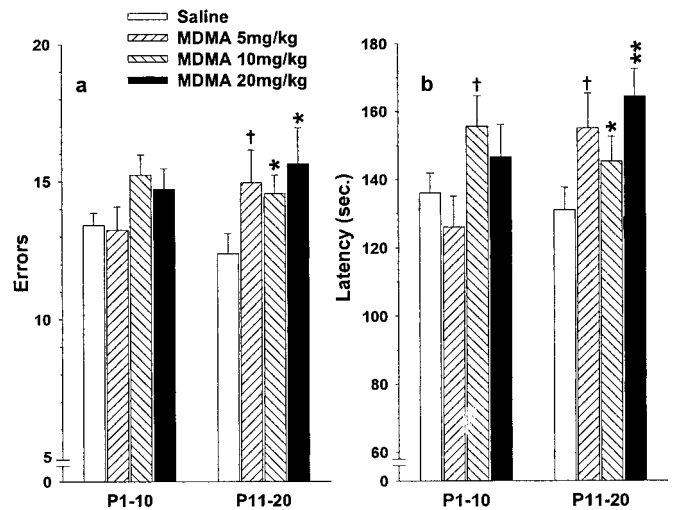 Saline
MDMA 5mg/kg
MDMA 10mg/kg
MDMA 20mg/kg
a
Errors
20
15
10
5
0
†
*
*
P1-10
P11-20
b
Latency (sec.)
180
160
140
120
100
80
60
0
†
†
*
**
P1-10
P11-20